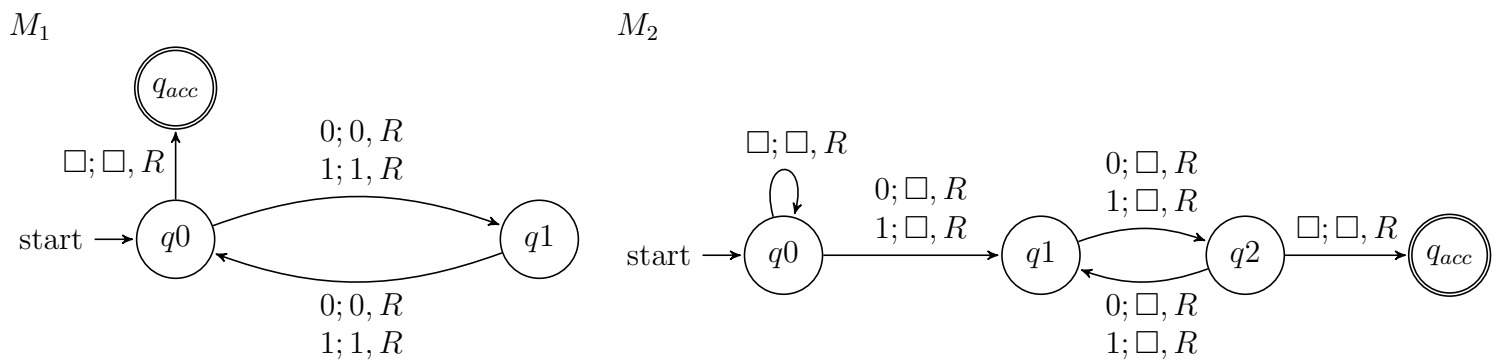 M₁
q_acc
□; □, R
0; 0, R
1; 1, R
start
q0
q1
0; 0, R
1; 1, R
M₂
□; □, R
0; □, R
1; □, R
0; □, R
1; □, R
□; □, R
start
q0
q1
q2
q_acc
0; □, R
1; □, R